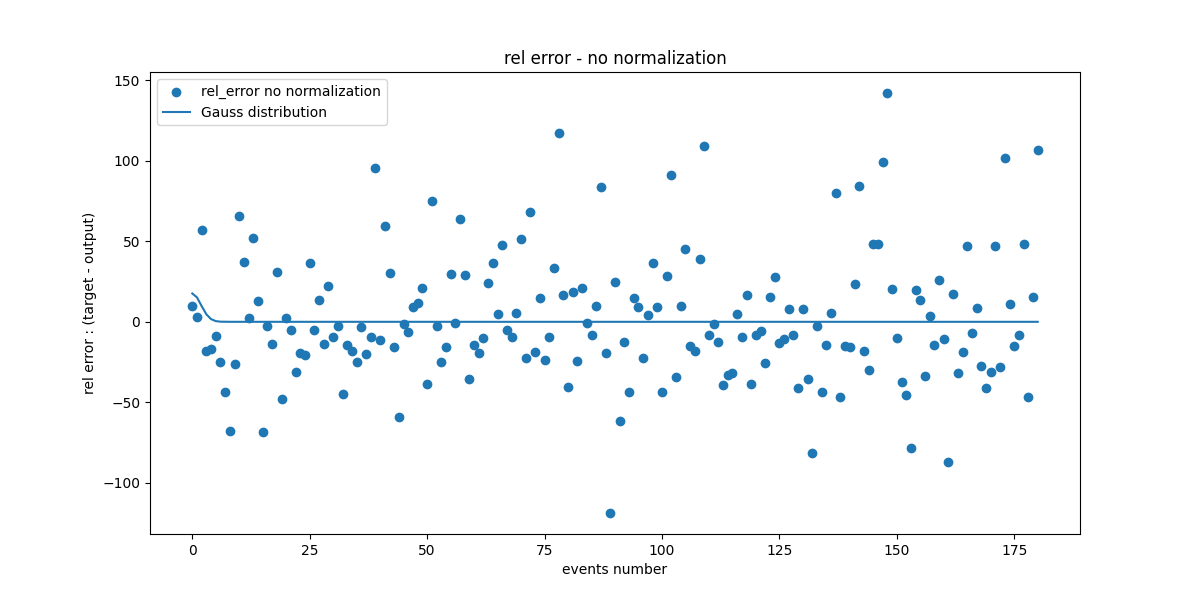 rel error - no normalization
rel_error no normalization
Gauss distribution
rel error : (target - output)
150
100
50
0
−50
−100
0
25
50
75
100
125
150
175
events number